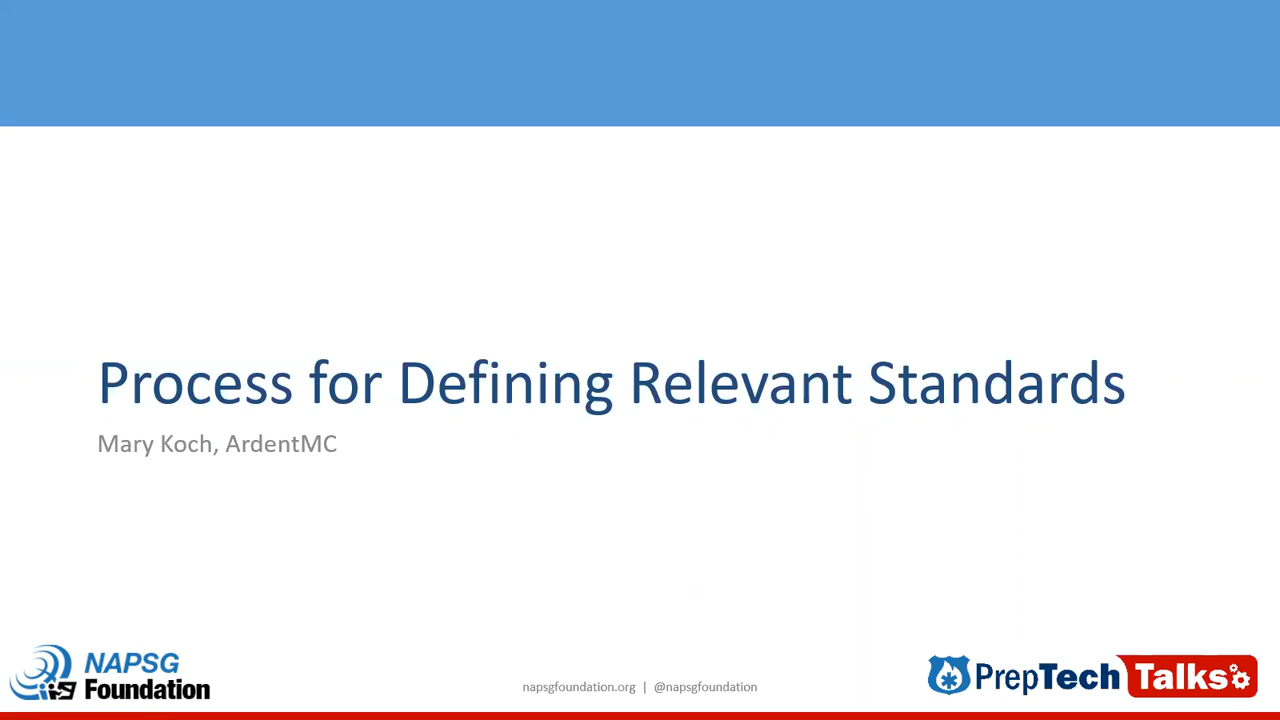 Process for Defining Relevant Standards
Mary Koch, ArdentMC
NAPSG
Foundation
napsgfoundation.org | @napsgfoundation
PrepTech Talks